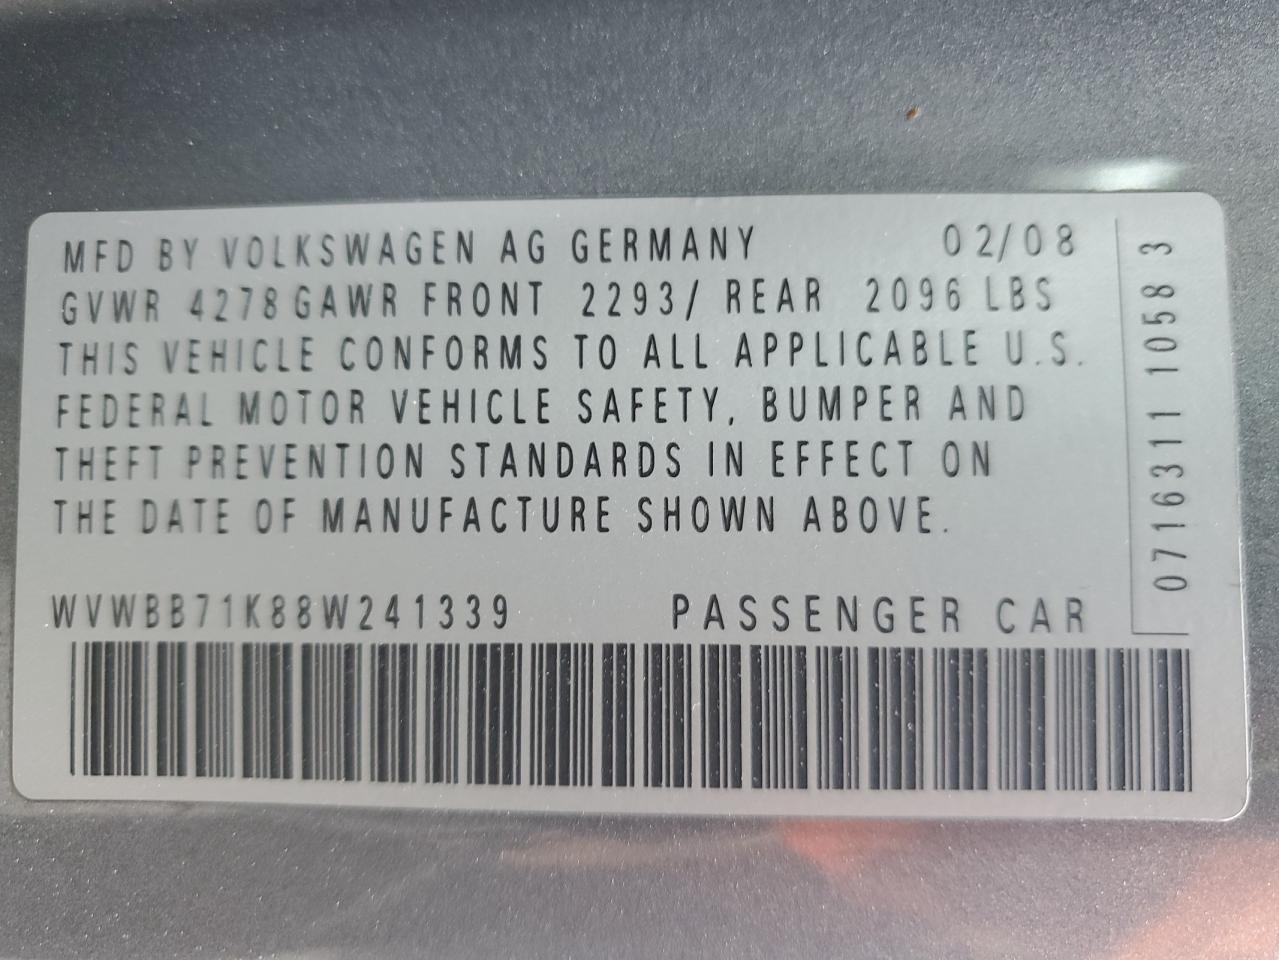 MFD BY VOLKSWAGEN AG GERMANY 02/08
GVWR 4278 GAWR FRONT 2293/ REAR 2096 LBS
THIS VEHICLE CONFORMS TO ALL APPLICABLE U.S.
FEDERAL MOTOR VEHICLE SAFETY, BUMPER AND
THEFT PREVENTION STANDARDS IN EFFECT ON
THE DATE OF MANUFACTURE SHOWN ABOVE.
WVWBB71K88W241339 PASSENGER CAR
0716311 1058 3